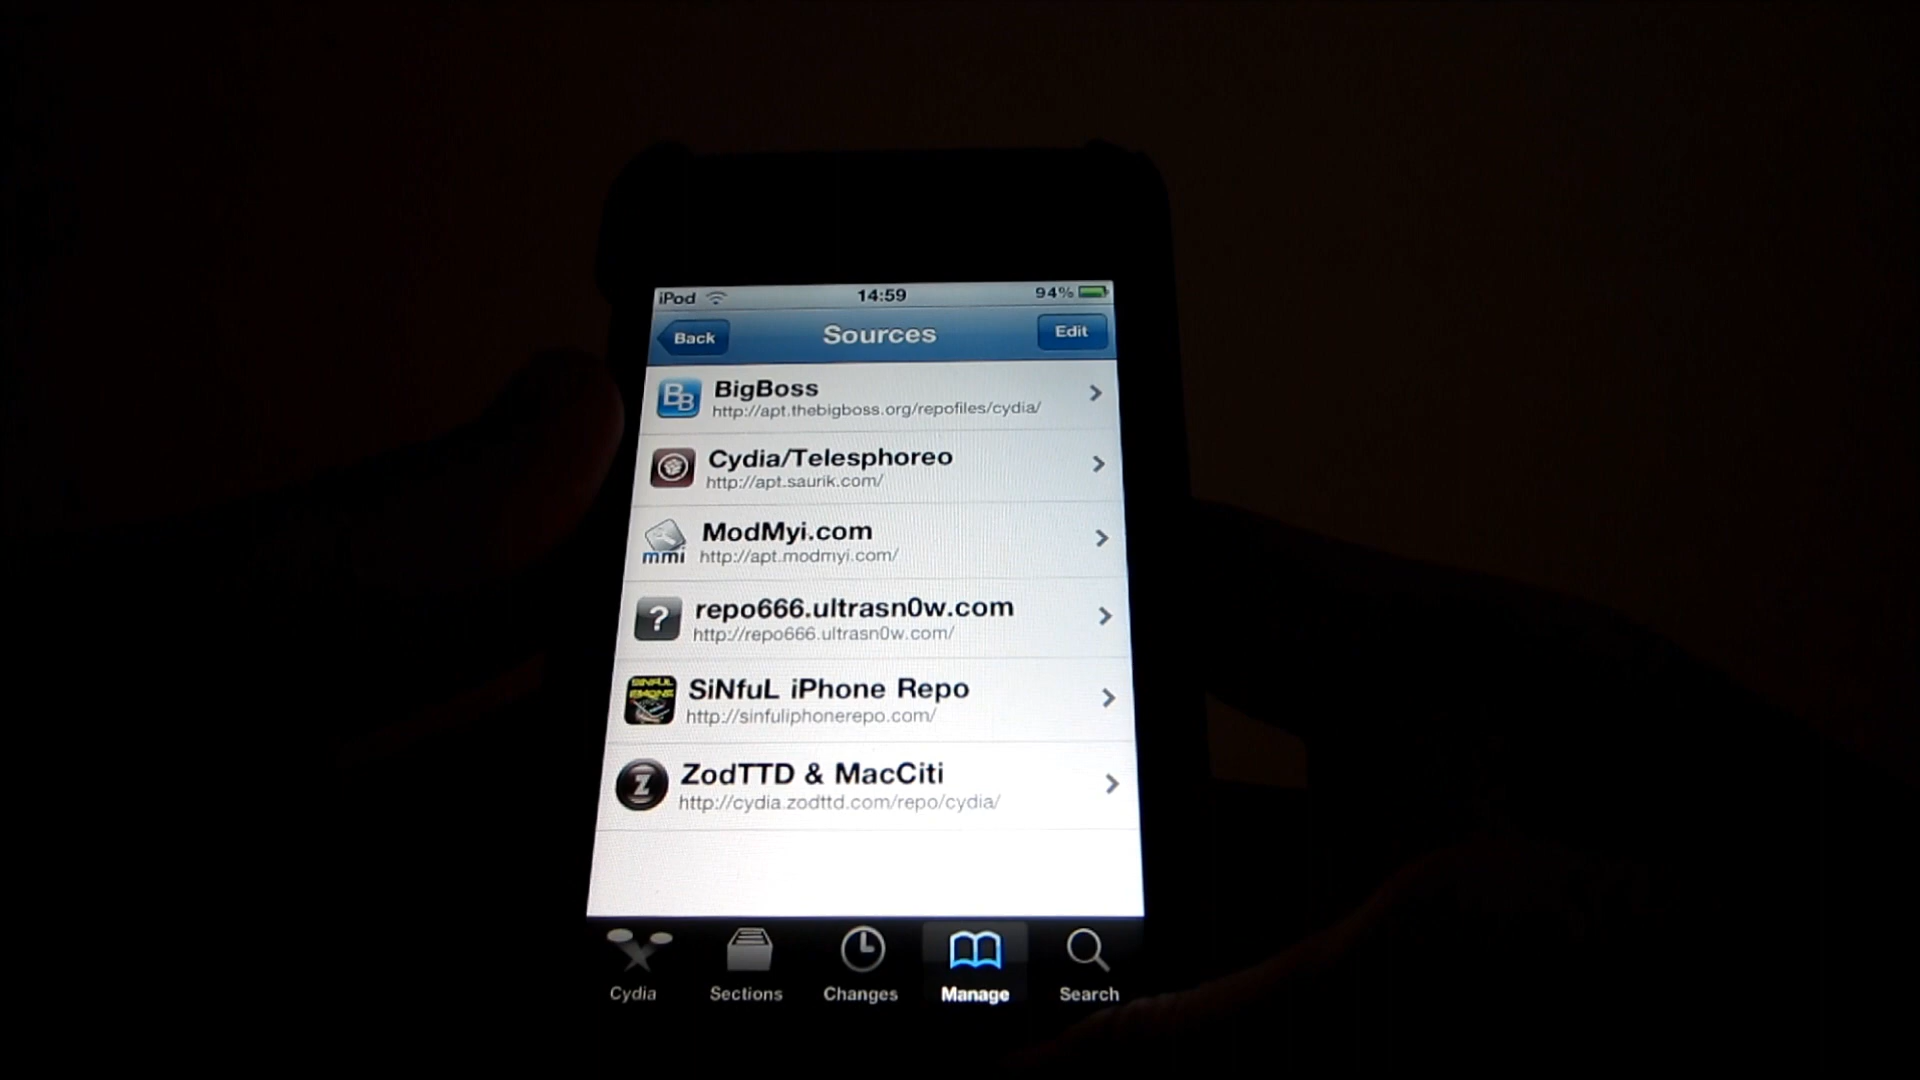 iPod 14:59 94%
Back Sources Edit
BB BigBoss
http://apt.thebigboss.org/repofiles/cydia/
Cydia/Telesphoreo
http://apt.saurik.com/
ModMyi.com
mmi http://apt.modmyi.com/
? repo666.ultrasn0w.com
http://repo666.ultrasn0w.com/
SINFUL SiNfuL iPhone Repo
http://sinfuliphonerepo.com/
Z ZodTTD & MacCiti
http://cydia.zodttd.com/repo/cydia/
Cydia Sections Changes Manage Search